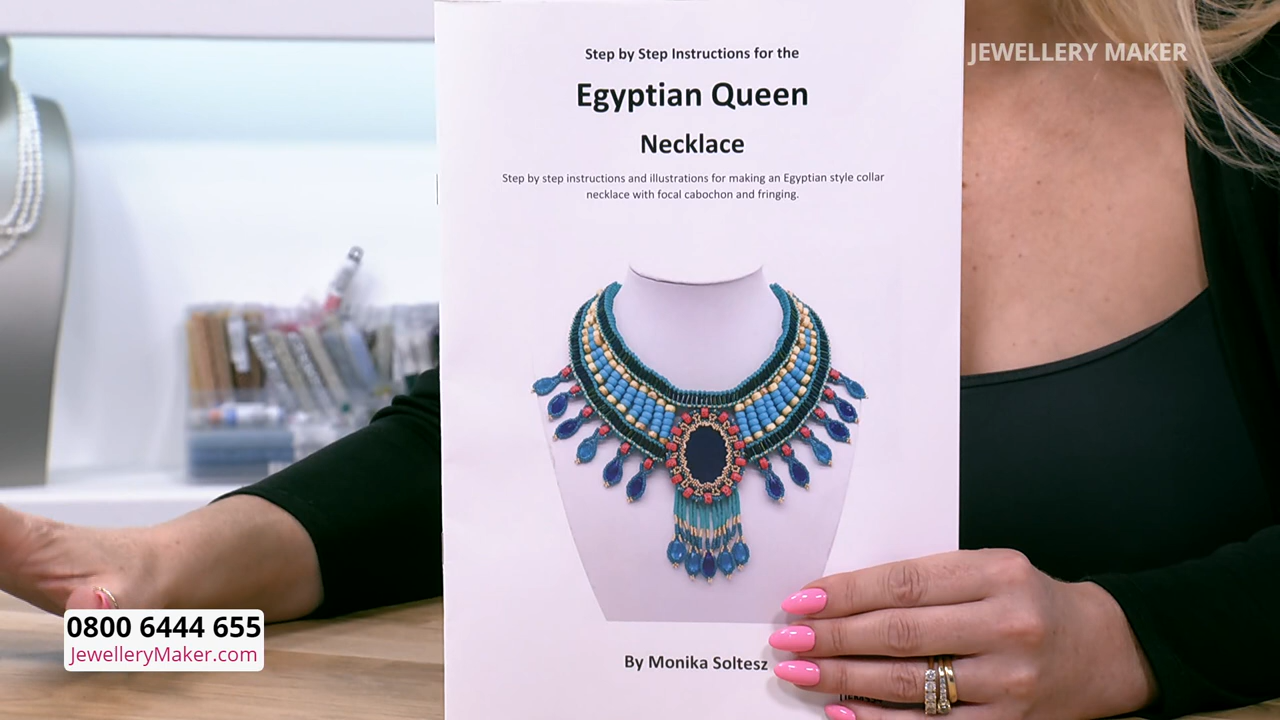 Step by Step Instructions for the
Egyptian Queen
Necklace
Step by step instructions and illustrations for making an Egyptian style collar
necklace with focal cabochon and fringing.
By Monika Soltesz
JEWELLERY MAKER
0800 6444 655
JewelleryMaker.com